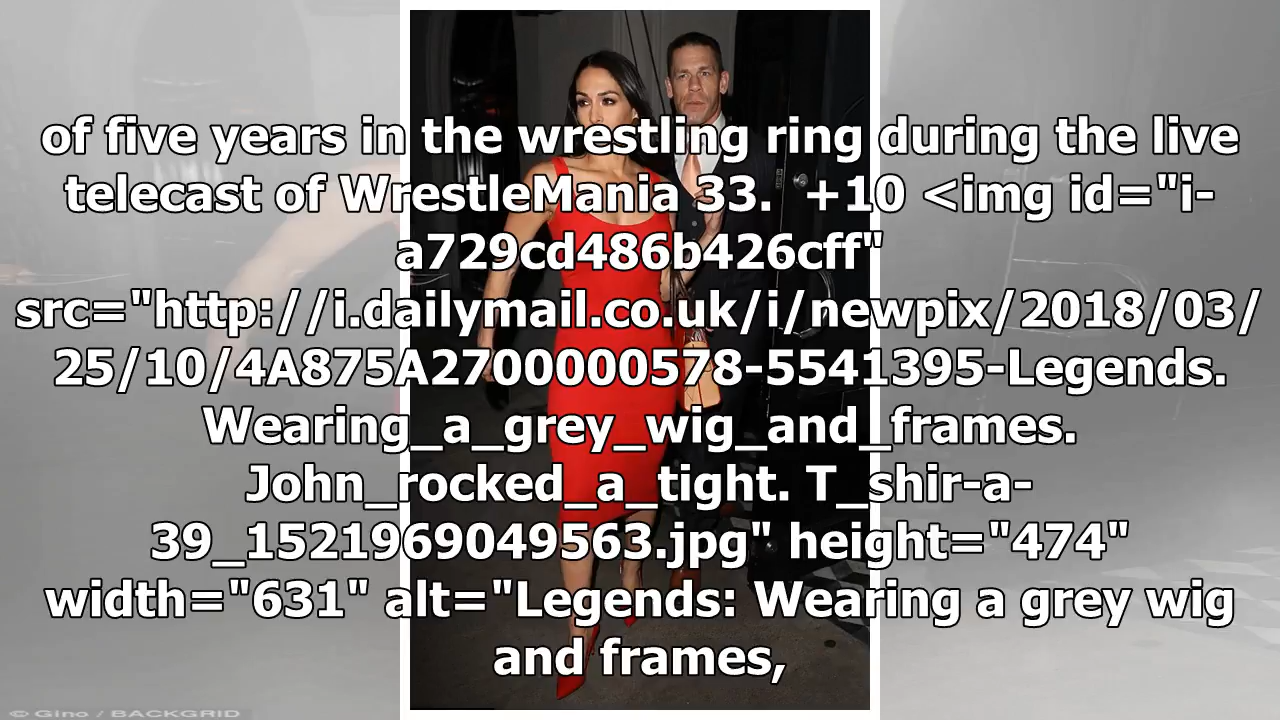 of five years in the wrestling ring during the live
telecast of WrestleMania 33.  +10 <img id="i-
a729cd486b426cff"
src="http://i.dailymail.co.uk/i/newpix/2018/03/
25/10/4A875A2700000578-5541395-Legends.
Wearing_a_grey_wig_and_frames.
John_rocked_a_tight. T_shir-a-
39_1521969049563.jpg" height="474"
width="631" alt="Legends: Wearing a grey wig
and frames,
© Gino / BACKGRID